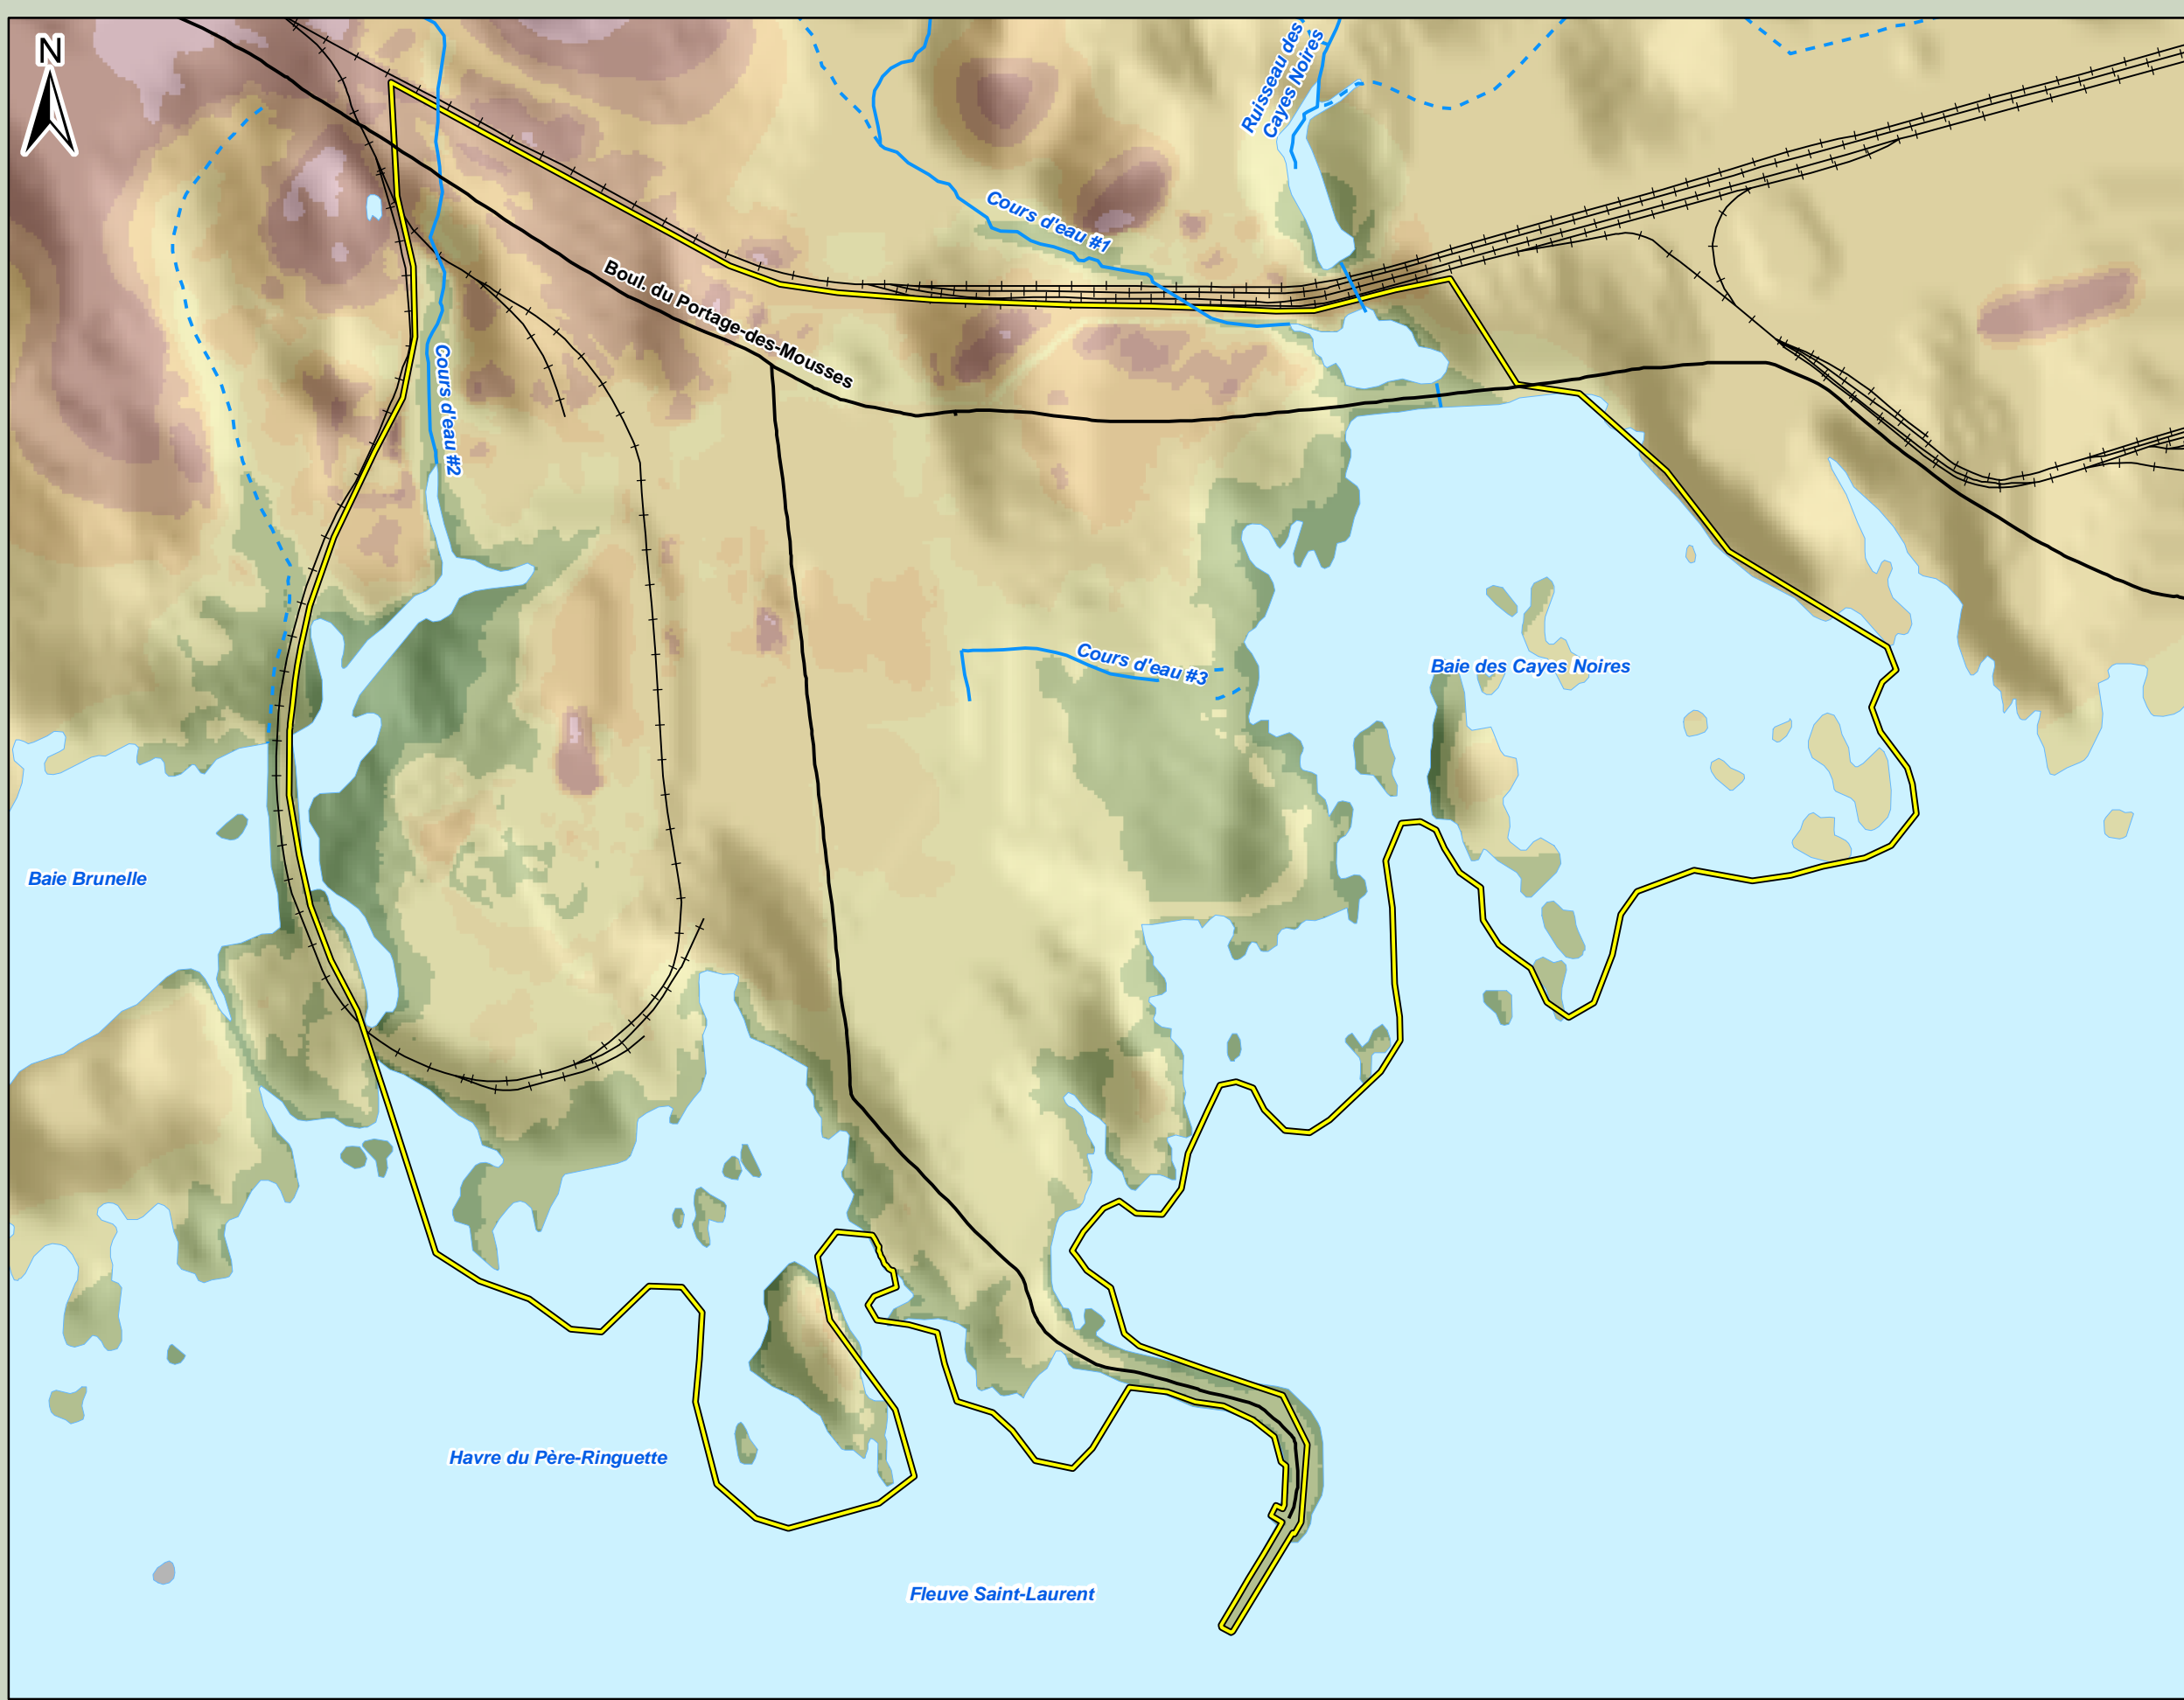 N
Ruisseau des
Cayes Noires
Cours d'eau #1
Boul. du Portage-des-Mousses
Cours d'eau #2
Cours d'eau #3
Baie des Cayes Noires
Baie Brunelle
Havre du Père-Ringuette
Fleuve Saint-Laurent